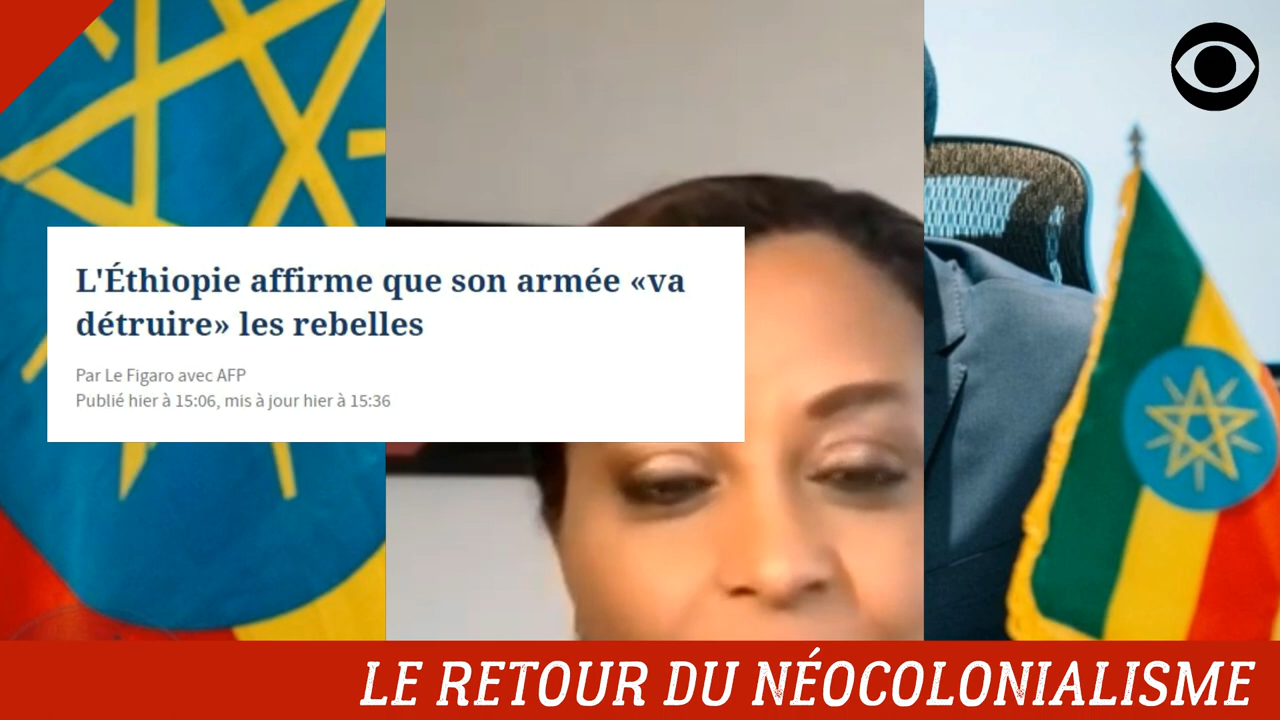 L'Éthiopie affirme que son armée «va
détruire» les rebelles
Par Le Figaro avec AFP
Publié hier à 15:06, mis à jour hier à 15:36
LE RETOUR DU NÉOCOLONIALISME